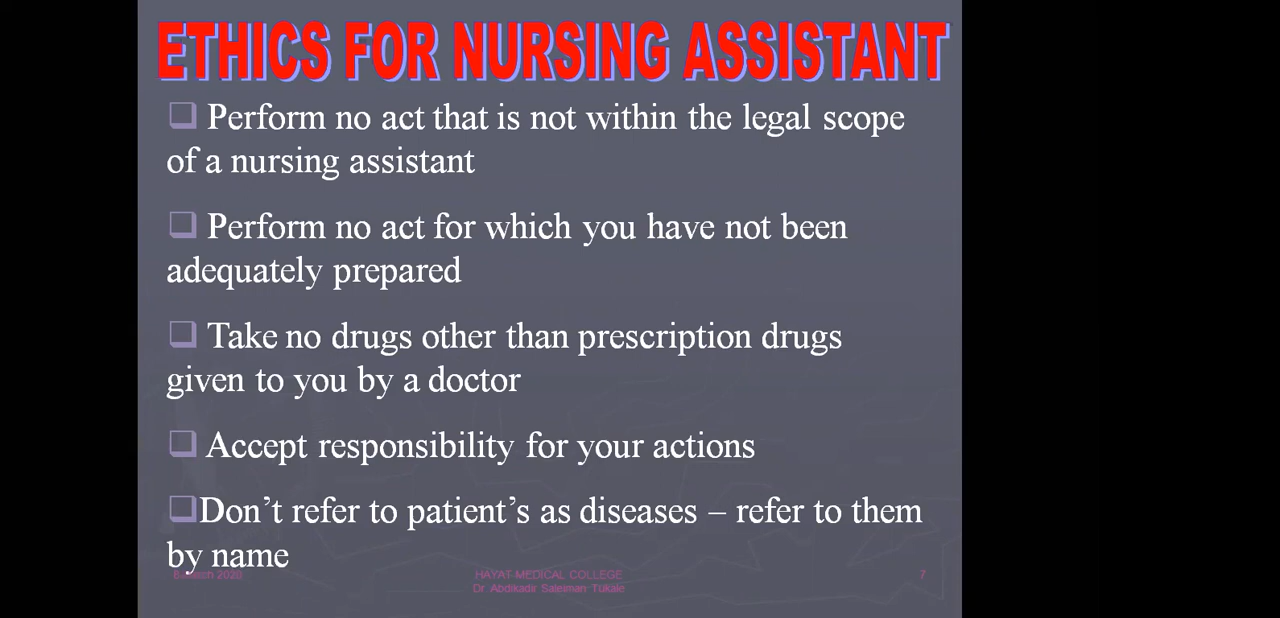 ETHICS FOR NURSING ASSISTANT
Perform no act that is not within the legal scope
of a nursing assistant
Perform no act for which you have not been
adequately prepared
Take no drugs other than prescription drugs
given to you by a doctor
Accept responsibility for your actions
Don’t refer to patient’s as diseases – refer to them
by name
2020
HAYAT MEDICAL COLLEGE
7
Dr Abdikadir Saleiman Tukale